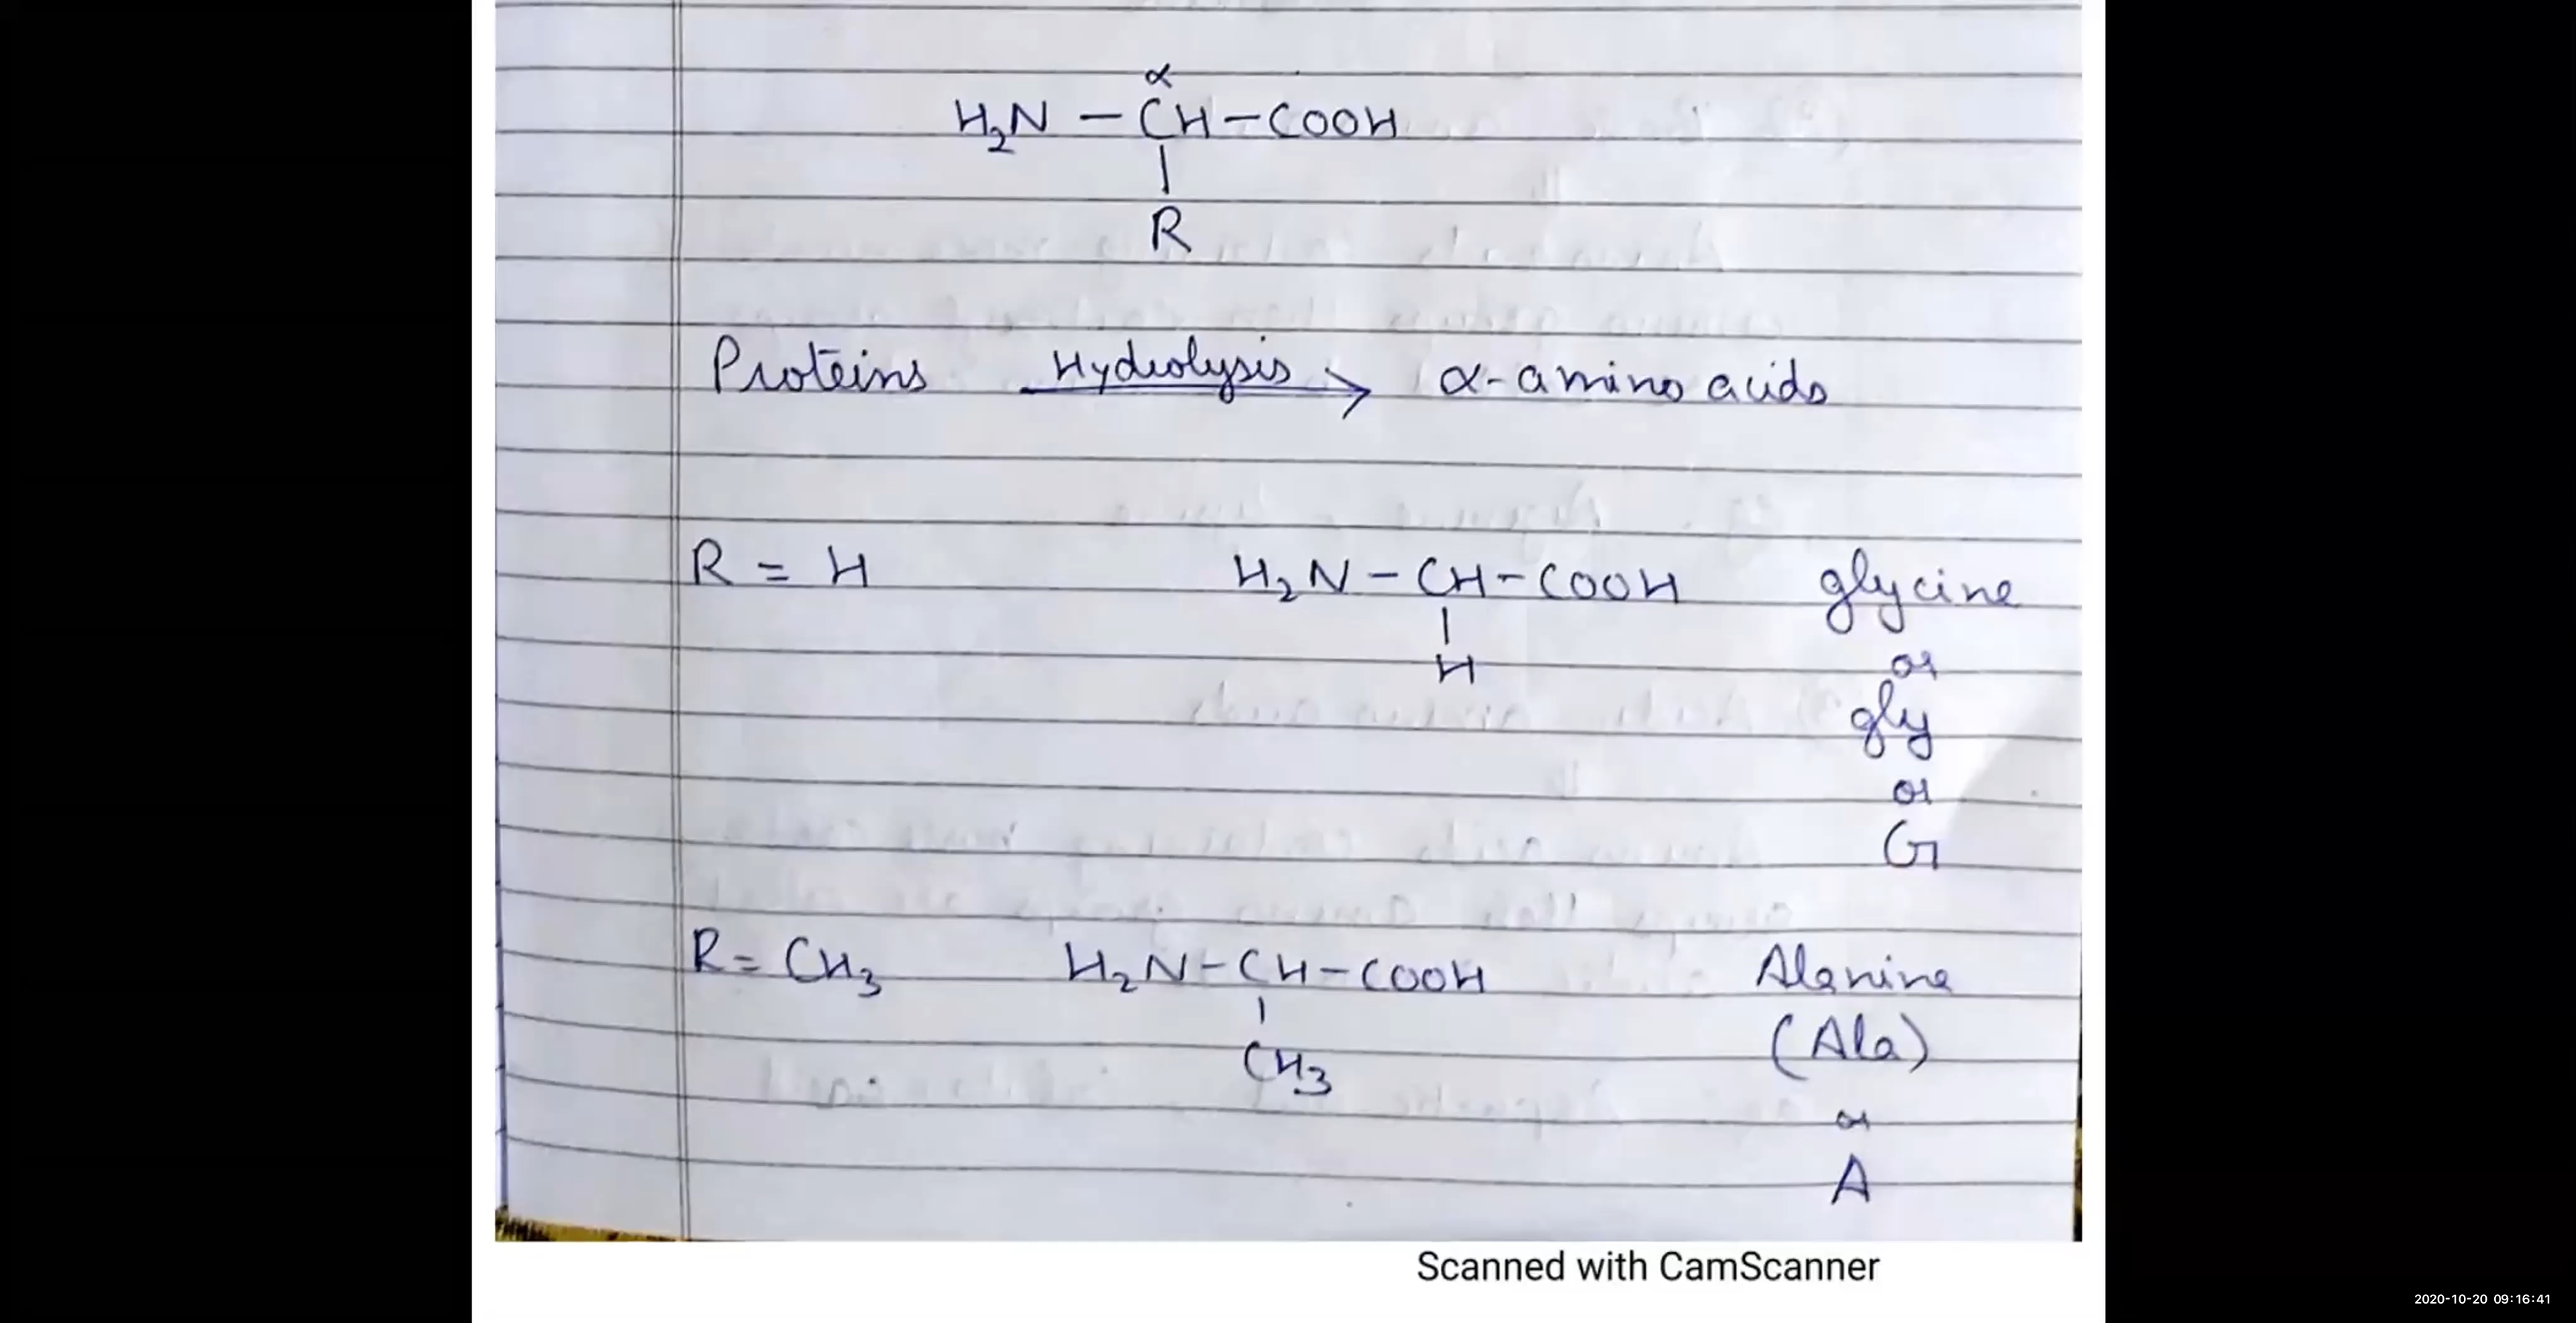 α
H₂N – CH – COOH
|
R
Proteins Hydrolysis → α-amino acids
R = H H₂N – CH – COOH glycine
|
H or
gly
or
G
R = CH₃ H₂N – CH – COOH Alanine
|
CH₃ (Ala)
or
A
Scanned with CamScanner
2020-10-20 09:16:41